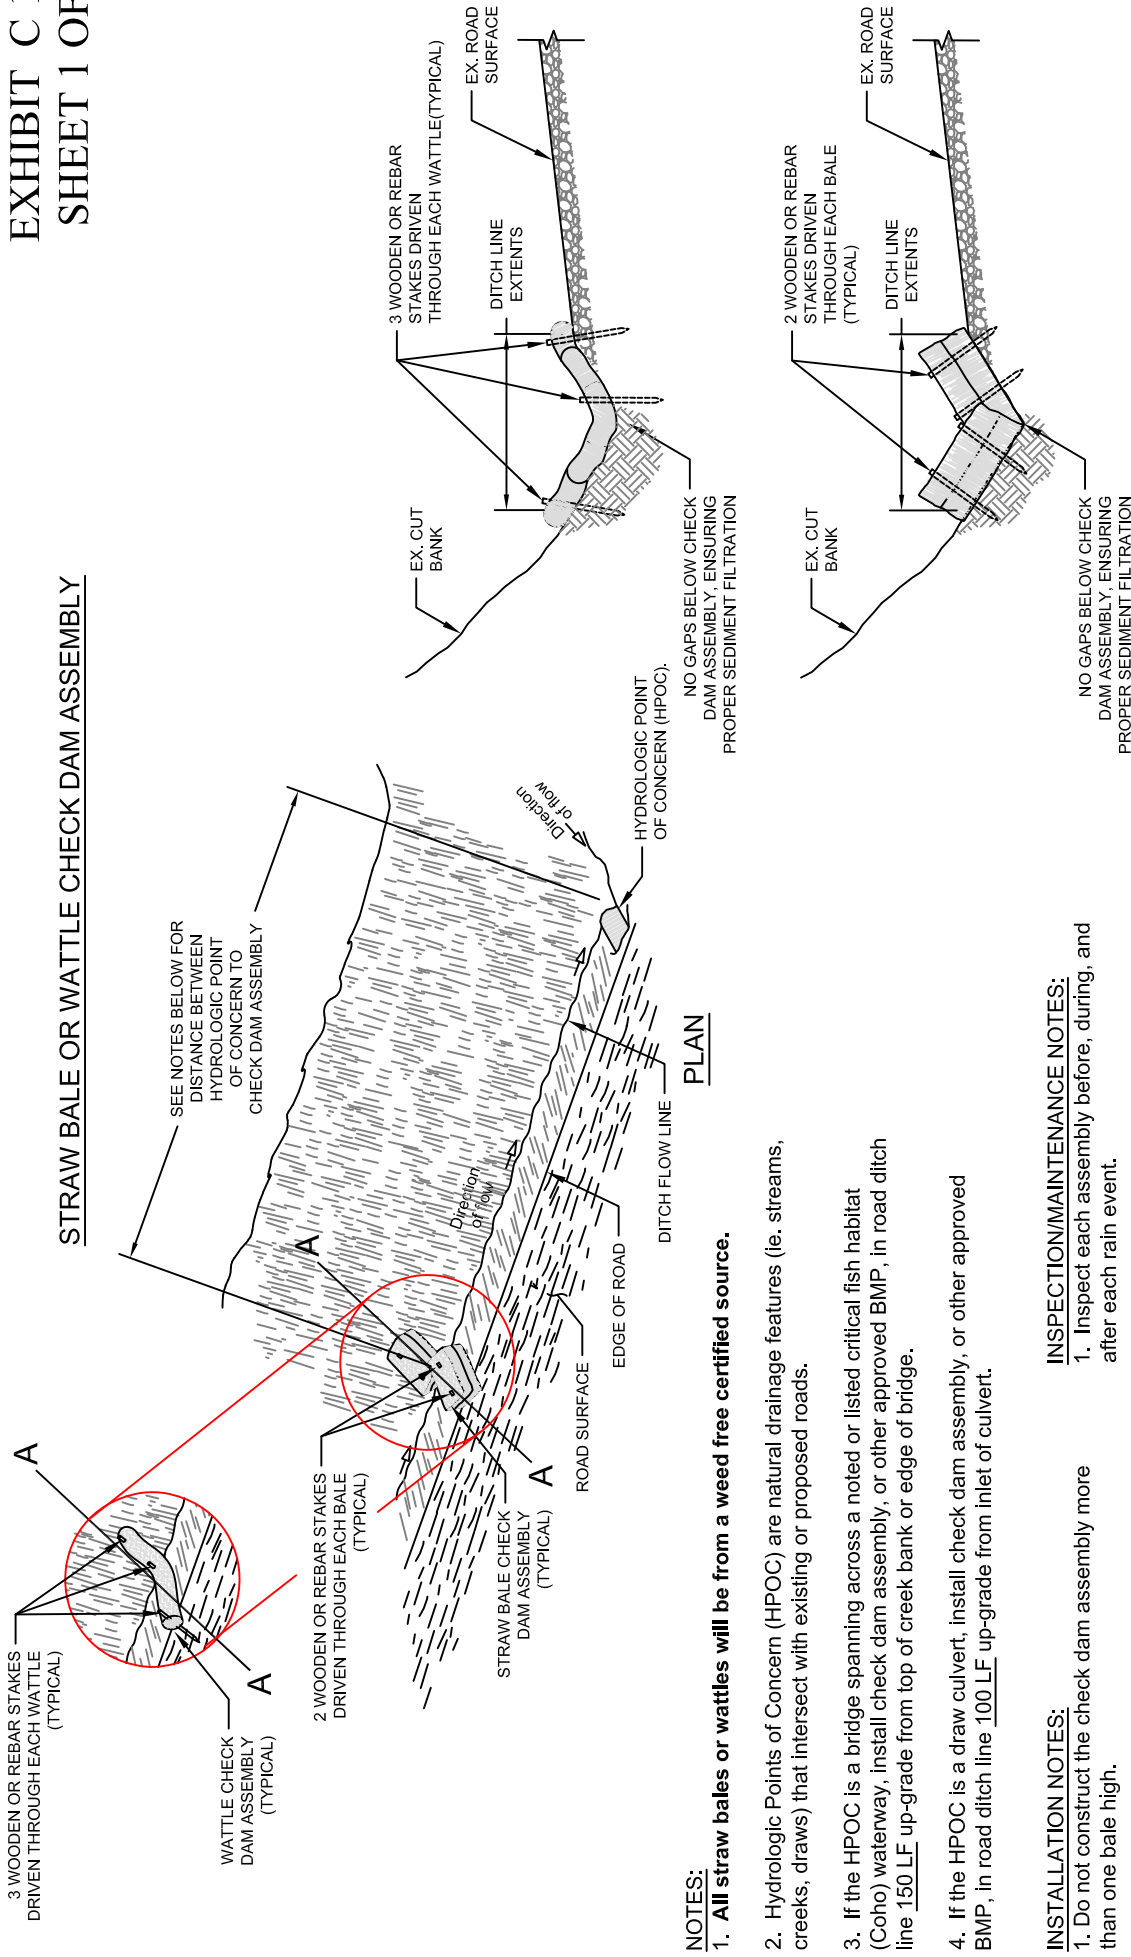 EXHIBIT C
SHEET 1 OF
STRAW BALE OR WATTLE CHECK DAM ASSEMBLY
3 WOODEN OR REBAR STAKES
DRIVEN THROUGH EACH WATTLE
(TYPICAL)
A
A
WATTLE CHECK
DAM ASSEMBLY
(TYPICAL)
SEE NOTES BELOW FOR
DISTANCE BETWEEN
HYDROLOGIC POINT
OF CONCERN TO
CHECK DAM ASSEMBLY
2 WOODEN OR REBAR STAKES
DRIVEN THROUGH EACH BALE
(TYPICAL)
A
A
STRAW BALE CHECK
DAM ASSEMBLY
(TYPICAL)
ROAD SURFACE
EDGE OF ROAD
DITCH FLOW LINE
Direction
of flow
Direction
of flow
HYDROLOGIC POINT
OF CONCERN (HPOC).
PLAN
3 WOODEN OR REBAR
STAKES DRIVEN
THROUGH EACH WATTLE(TYPICAL)
DITCH LINE
EXTENTS
EX. ROAD
SURFACE
EX. CUT
BANK
NO GAPS BELOW CHECK
DAM ASSEMBLY, ENSURING
PROPER SEDIMENT FILTRATION
2 WOODEN OR REBAR
STAKES DRIVEN
THROUGH EACH BALE
(TYPICAL)
DITCH LINE
EXTENTS
EX. ROAD
SURFACE
EX. CUT
BANK
NO GAPS BELOW CHECK
DAM ASSEMBLY, ENSURING
PROPER SEDIMENT FILTRATION
NOTES:
1. All straw bales or wattles will be from a weed free certified source.
2. Hydrologic Points of Concern (HPOC) are natural drainage features (ie. streams,
creeks, draws) that intersect with existing or proposed roads.
3. If the HPOC is a bridge spanning across a noted or listed critical fish habitat
(Coho) waterway, install check dam assembly, or other approved BMP, in road ditch
line 150 LF up-grade from top of creek bank or edge of bridge.
4. If the HPOC is a draw culvert, install check dam assembly, or other approved
BMP, in road ditch line 100 LF up-grade from inlet of culvert.
INSTALLATION NOTES:
1. Do not construct the check dam assembly more
than one bale high.
INSPECTION/MAINTENANCE NOTES:
1. Inspect each assembly before, during, and
after each rain event.